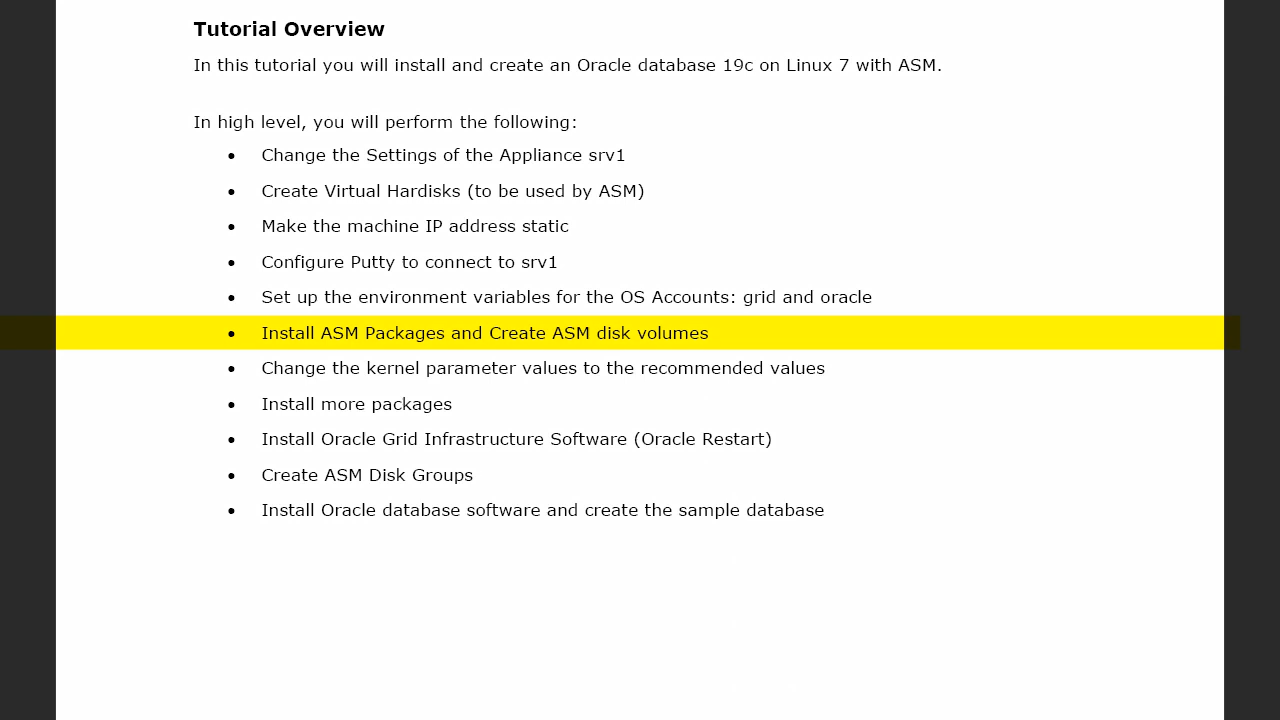 Tutorial Overview
In this tutorial you will install and create an Oracle database 19c on Linux 7 with ASM.
In high level, you will perform the following:
• Change the Settings of the Appliance srv1
• Create Virtual Hardisks (to be used by ASM)
• Make the machine IP address static
• Configure Putty to connect to srv1
• Set up the environment variables for the OS Accounts: grid and oracle
• Install ASM Packages and Create ASM disk volumes
• Change the kernel parameter values to the recommended values
• Install more packages
• Install Oracle Grid Infrastructure Software (Oracle Restart)
• Create ASM Disk Groups
• Install Oracle database software and create the sample database